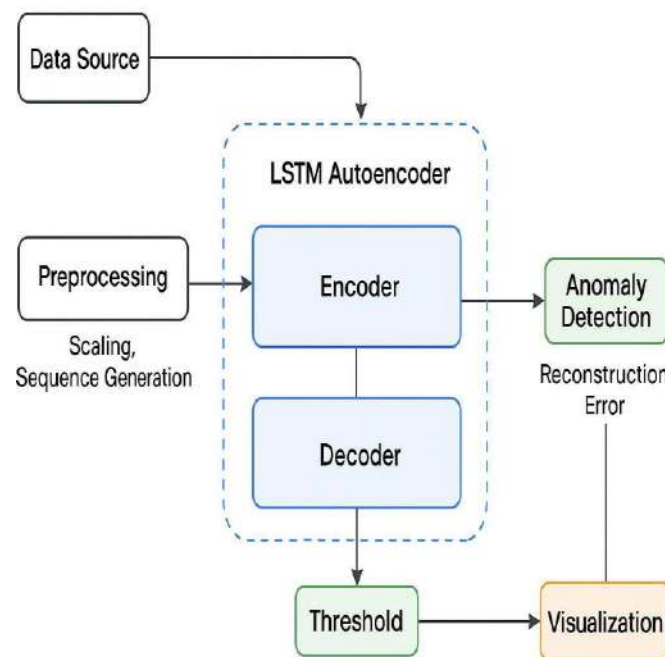 Data Source
LSTM Autoencoder
Preprocessing
Scaling,
Sequence Generation
Encoder
Anomaly
Detection
Reconstruction
Error
Decoder
Threshold
Visualization